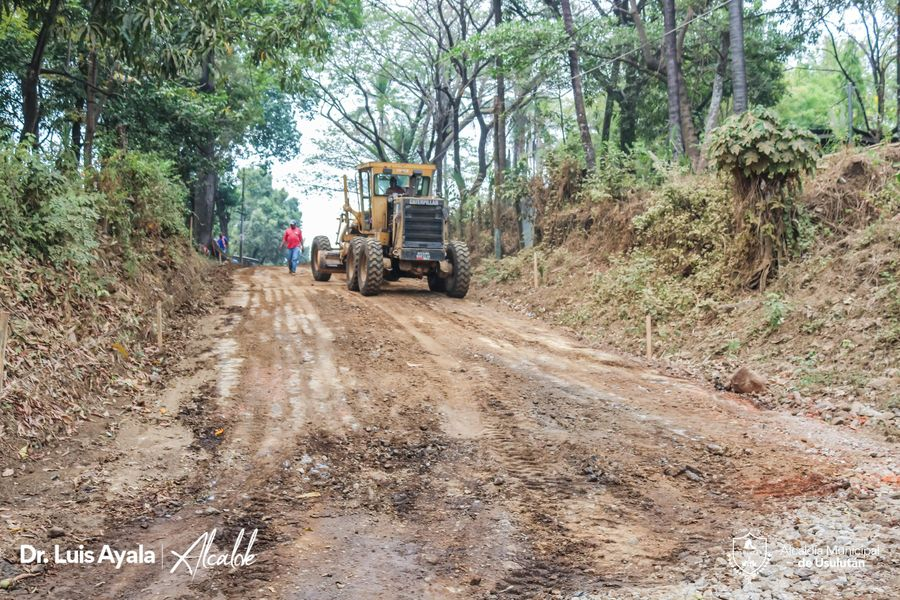 CATERPILLAR
Dr. Luis Ayala | Alcalde
Alcaldía Municipal
de Usulután